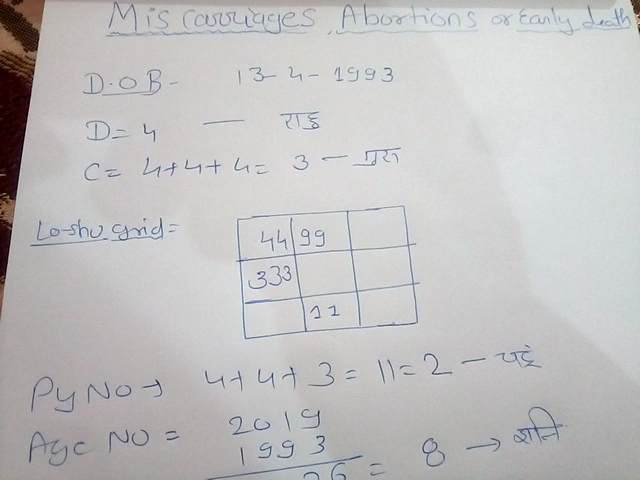 Miscarriages, Abortions or Early death
D.O.B - 13-4-1993
D = 4 — राहु
C = 4+4+4 = 3 — गुरु
Lo-shu grid =
44 99
333
11
Py No → 4+4+3 = 11 = 2 — चंद्र
Age NO = 2019
1993
26 = 8 → शनि